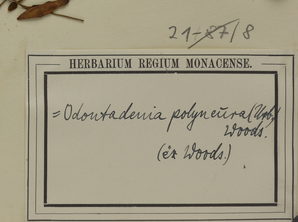 21-87/8
HERBARIUM REGIUM MONACENSE.
= Odontadenia polyneura (Urb.)
Woods.
(ex Woods.)